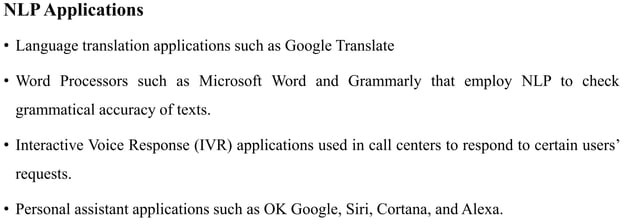 NLP Applications
• Language translation applications such as Google Translate
• Word Processors such as Microsoft Word and Grammarly that employ NLP to check
grammatical accuracy of texts.
• Interactive Voice Response (IVR) applications used in call centers to respond to certain users’
requests.
• Personal assistant applications such as OK Google, Siri, Cortana, and Alexa.